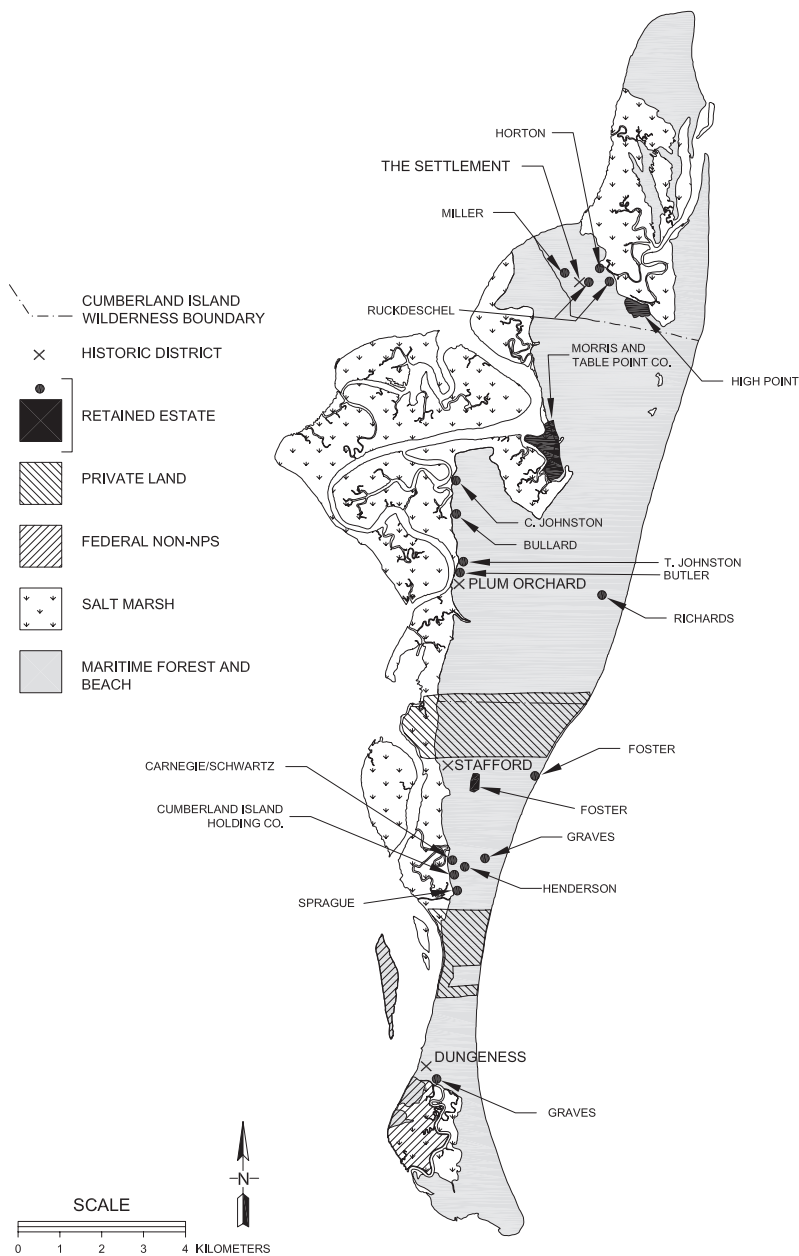 HORTON
THE SETTLEMENT
MILLER
CUMBERLAND ISLAND
WILDERNESS BOUNDARY
RUCKDESCHEL
HISTORIC DISTRICT
MORRIS AND
TABLE POINT CO.
HIGH POINT
RETAINED ESTATE
PRIVATE LAND
C. JOHNSTON
BULLARD
FEDERAL NON-NPS
T. JOHNSTON
BUTLER
PLUM ORCHARD
SALT MARSH
RICHARDS
MARITIME FOREST AND
BEACH
FOSTER
CARNEGIE/SCHWARTZ
STAFFORD
CUMBERLAND ISLAND
HOLDING CO.
FOSTER
GRAVES
HENDERSON
SPRAGUE
DUNGENESS
GRAVES
N
SCALE
0 1 2 3 4 KILOMETERS